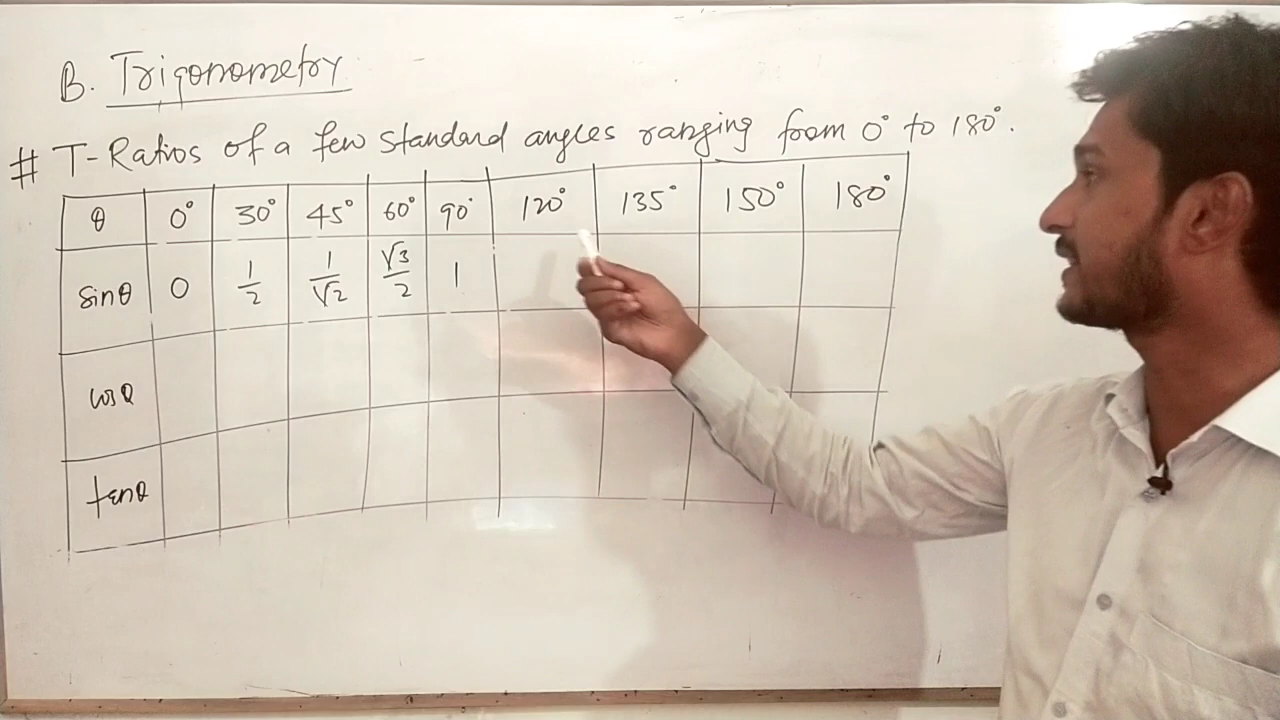 B. Trigonometry
# T-Ratios of a few standard angles ranging from 0° to 180°.
θ 0° 30° 45° 60° 90° 120° 135° 150° 180°
sinθ 0 1/2 1/√2 √3/2 1
cosθ
tanθ